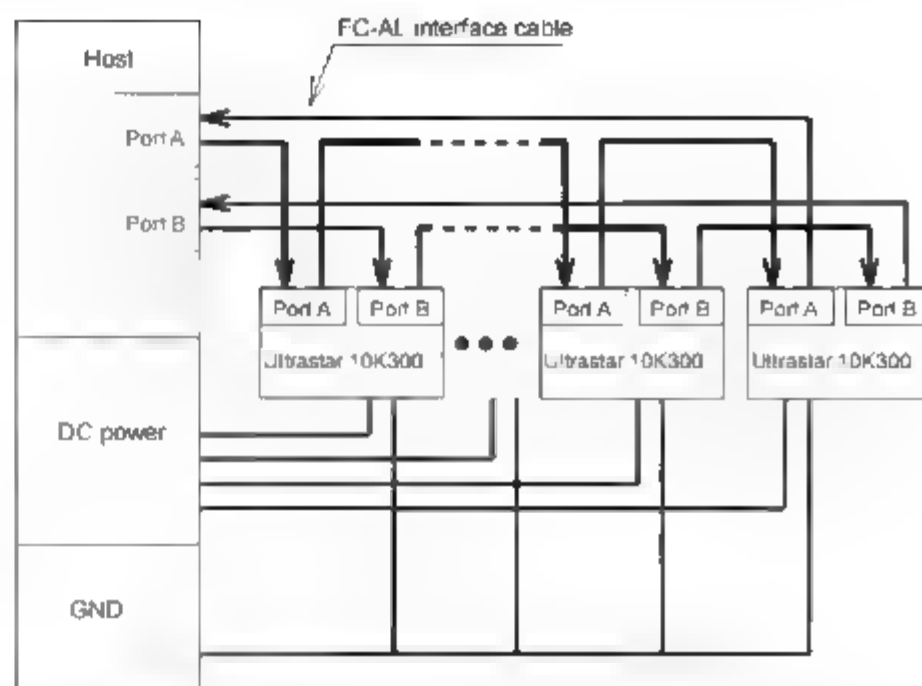 FC-AL interface cable
Host
Port A
Port B
Port A Port B
Port A Port B
Port A Port B
Ultrastar 10K300
Ultrastar 10K300
Ultrastar 10K300
DC power
GND